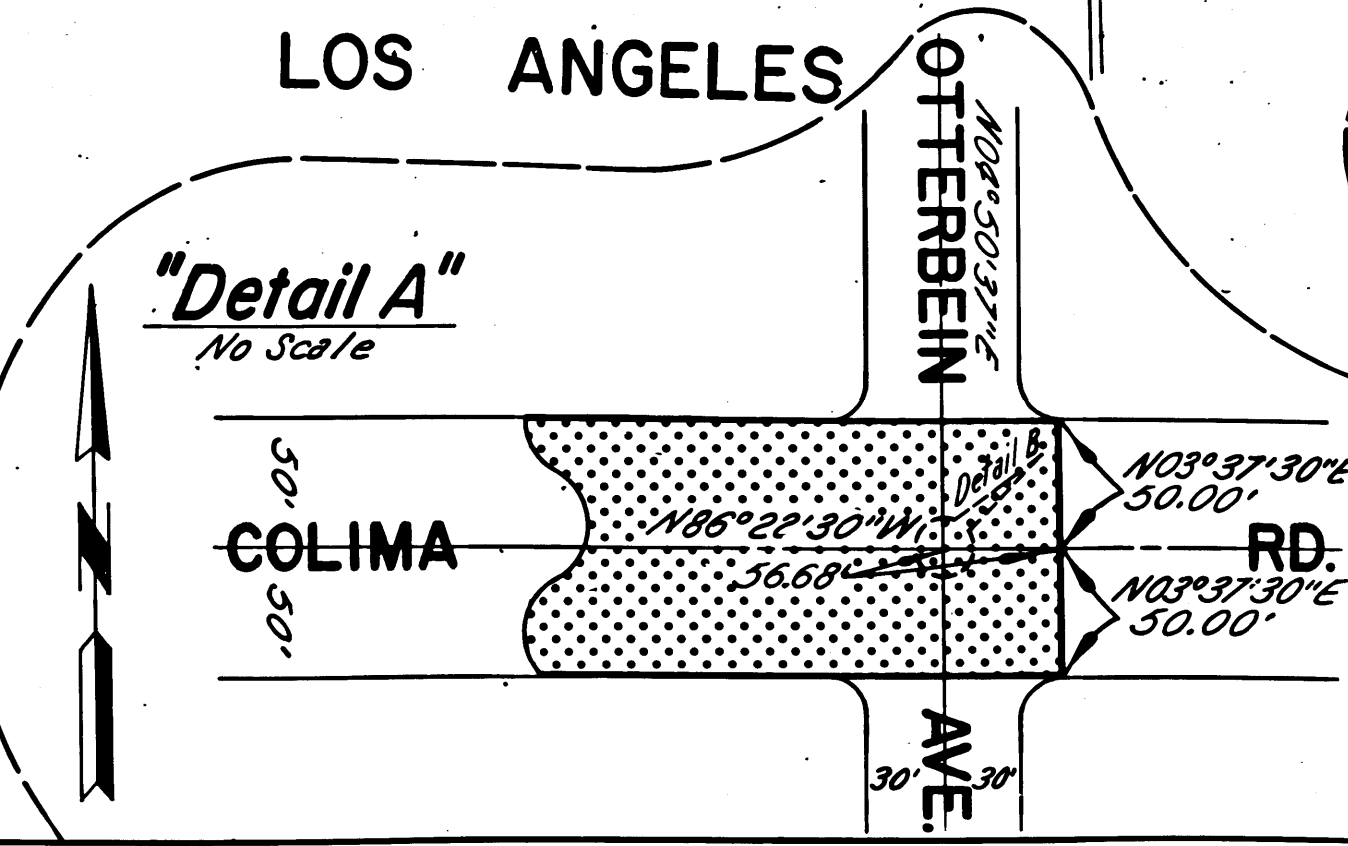 LOS ANGELES
OTTERBEIN
N04°50'37"E
"Detail A"
No Scale
50'
N03°37'30"E
50.00'
Detail B
N86°22'30"W
COLIMA
RD.
56.68'
50'
N03°37'30"E
50.00'
N
AVE.
30'
30'